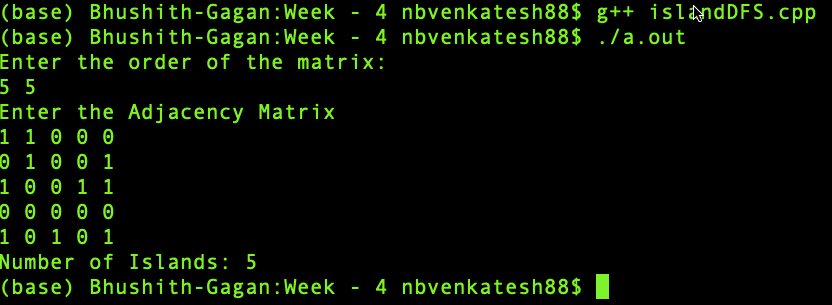 (base) Bhushith-Gagan:Week - 4 nbvenkatesh88$ g++ islandDFS.cpp
(base) Bhushith-Gagan:Week - 4 nbvenkatesh88$ ./a.out
Enter the order of the matrix:
5 5
Enter the Adjacency Matrix
1 1 0 0 0
0 1 0 0 1
1 0 0 1 1
0 0 0 0 0
1 0 1 0 1
Number of Islands: 5
(base) Bhushith-Gagan:Week - 4 nbvenkatesh88$